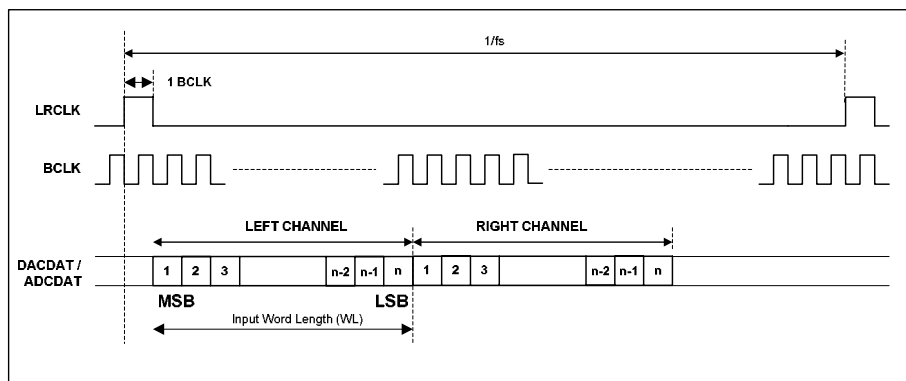 1/fs
1 BCLK
LRCLK
BCLK
LEFT CHANNEL
RIGHT CHANNEL
DACDAT /
ADCDAT
1 2 3 n-2 n-1 n 1 2 3 n-2 n-1 n
MSB LSB
Input Word Length (WL)